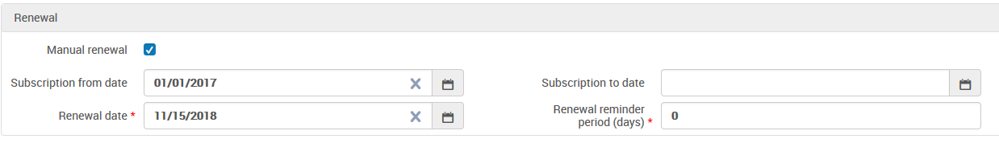 Renewal
Manual renewal
Subscription from date 01/01/2017
Subscription to date
Renewal date * 11/15/2018
Renewal reminder
period (days) * 0